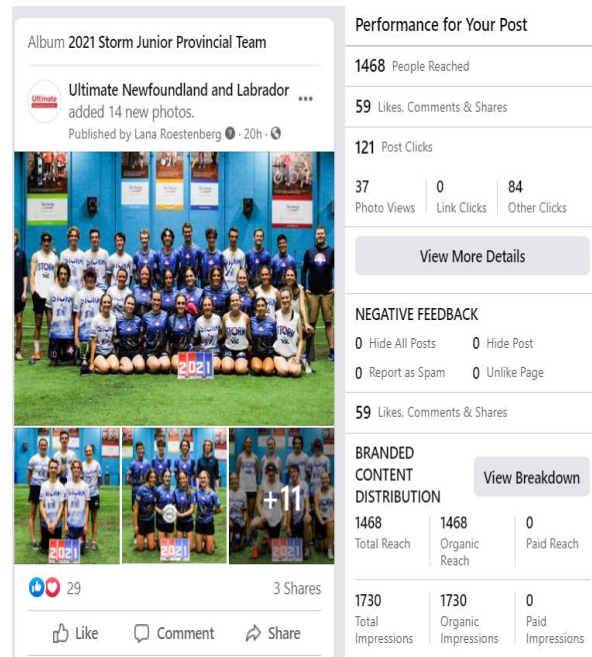 Album 2021 Storm Junior Provincial Team
Ultimate
Ultimate Newfoundland and Labrador
added 14 new photos.
Published by Lana Roestenberg · 20h ·
STORM
2021
2021
2021
+11
29
3 Shares
Like
Comment
Share
Performance for Your Post
1468 People Reached
59 Likes, Comments & Shares
121 Post Clicks
37
Photo Views
0
Link Clicks
84
Other Clicks
View More Details
NEGATIVE FEEDBACK
0 Hide All Posts
0 Hide Post
0 Report as Spam
0 Unlike Page
59 Likes, Comments & Shares
BRANDED
CONTENT
DISTRIBUTION
View Breakdown
1468
Total Reach
1468
Organic
Reach
0
Paid Reach
1730
Total
Impressions
1730
Organic
Impressions
0
Paid
Impressions